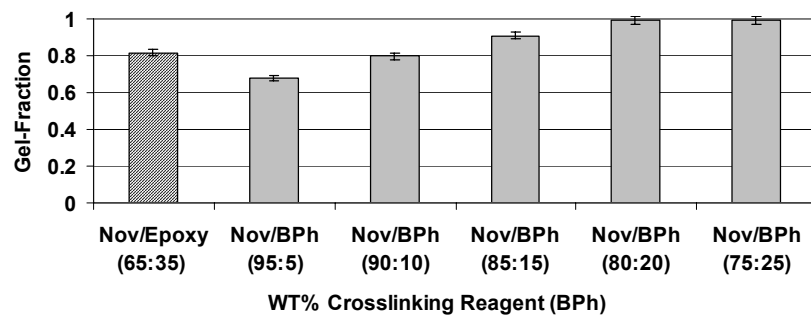 Gel-Fraction
1
0.8
0.6
0.4
0.2
0
Nov/Epoxy (65:35)
Nov/BPh (95:5)
Nov/BPh (90:10)
Nov/BPh (85:15)
Nov/BPh (80:20)
Nov/BPh (75:25)
WT% Crosslinking Reagent (BPh)